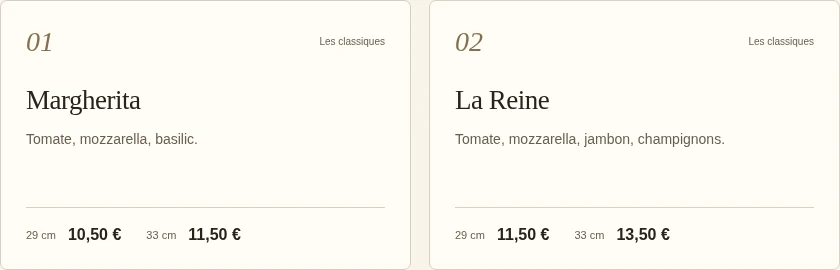 01
Les classiques
Margherita
Tomate, mozzarella, basilic.
29 cm 10,50 € 33 cm 11,50 €
02
Les classiques
La Reine
Tomate, mozzarella, jambon, champignons.
29 cm 11,50 € 33 cm 13,50 €